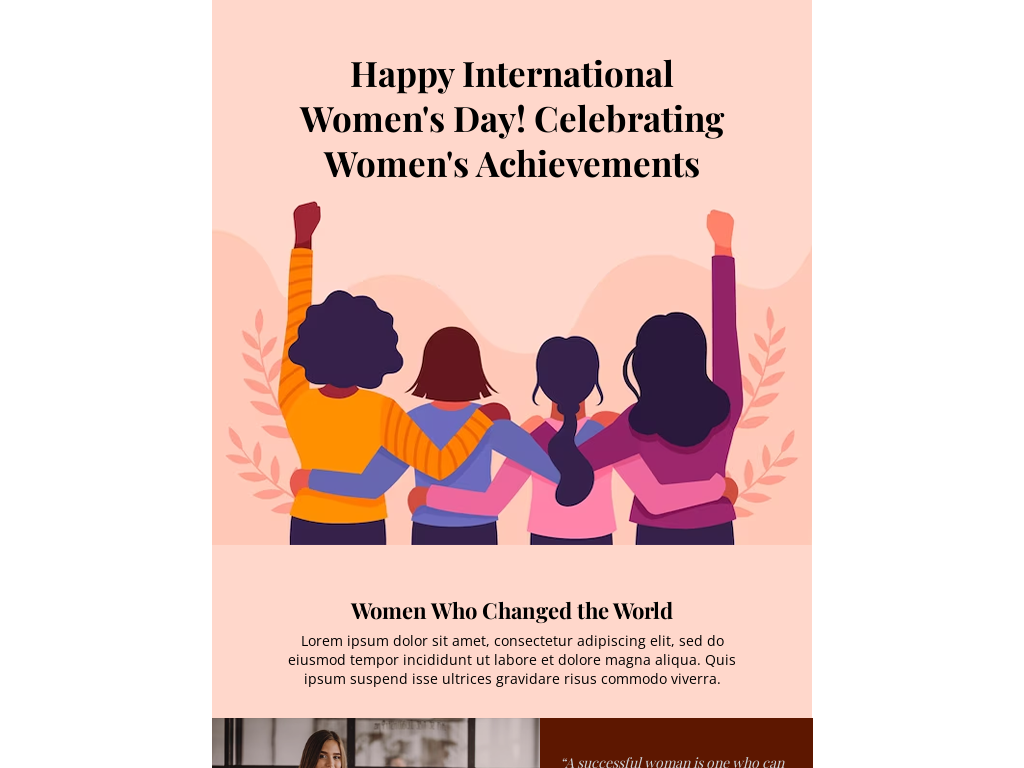 Happy International
Women's Day! Celebrating
Women's Achievements
Women Who Changed the World
Lorem ipsum dolor sit amet, consectetur adipiscing elit, sed do
eiusmod tempor incididunt ut labore et dolore magna aliqua. Quis
ipsum suspend isse ultrices gravidare risus commodo viverra.
“A successful woman is one who can